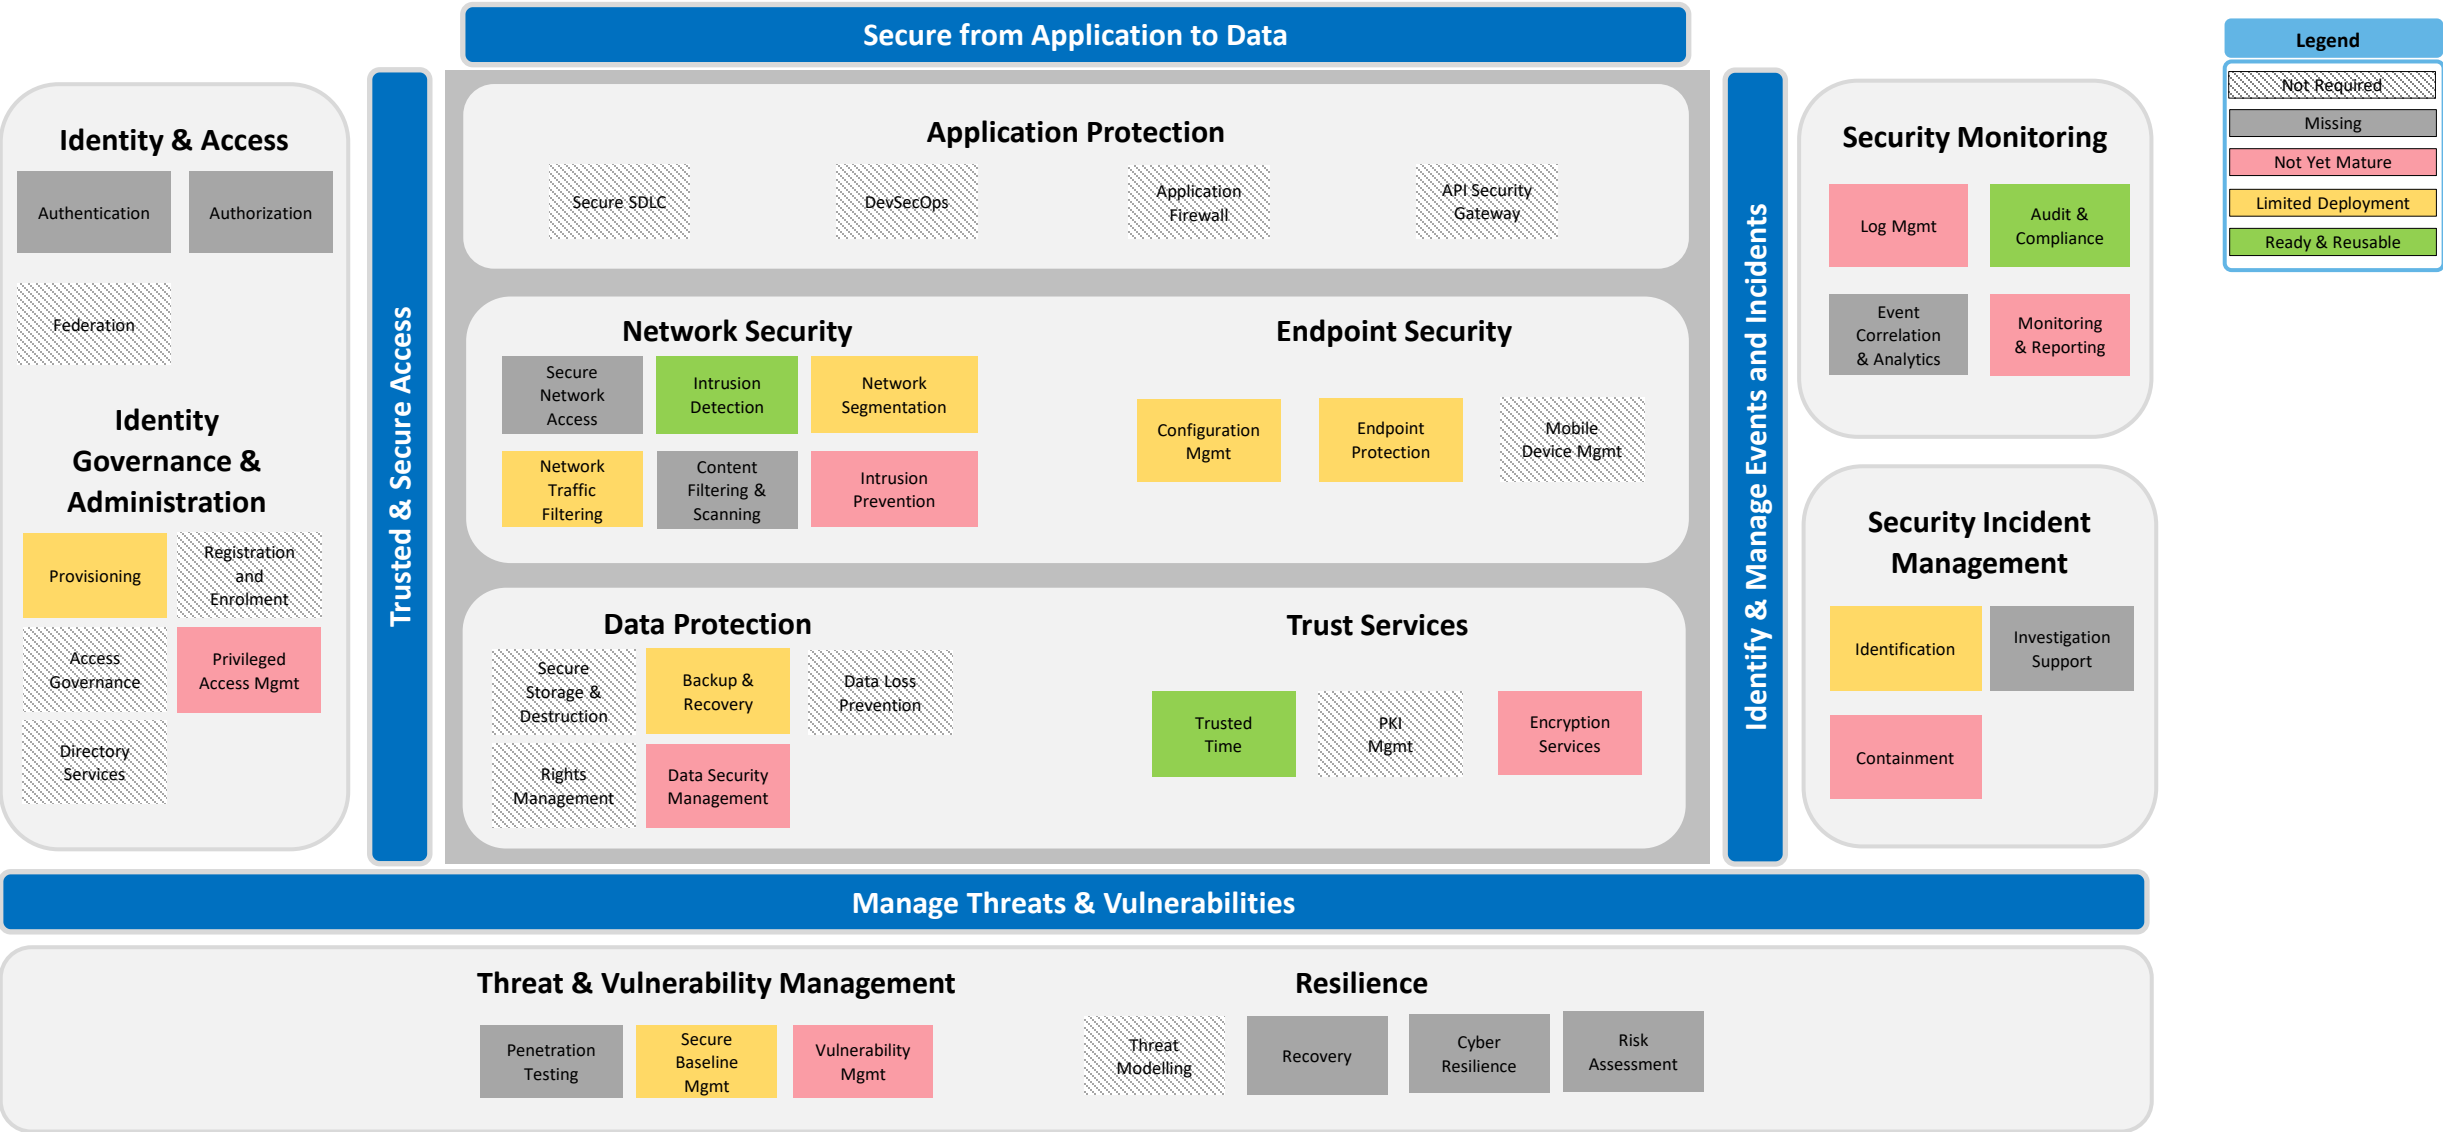 Secure from Application to Data
Legend
Not Required
Missing
Not Yet Mature
Limited Deployment
Ready & Reusable
Identity & Access
Authentication
Authorization
Federation
Identity
Governance &
Administration
Provisioning
Registration
and
Enrolment
Access
Governance
Privileged
Access Mgmt
Directory
Services
Trusted & Secure Access
Application Protection
Secure SDLC
DevSecOps
Application
Firewall
API Security
Gateway
Network Security
Secure
Network
Access
Intrusion
Detection
Network
Segmentation
Network
Traffic
Filtering
Content
Filtering &
Scanning
Intrusion
Prevention
Endpoint Security
Configuration
Mgmt
Endpoint
Protection
Mobile
Device Mgmt
Data Protection
Secure
Storage &
Destruction
Backup &
Recovery
Data Loss
Prevention
Rights
Management
Data Security
Management
Trust Services
Trusted
Time
PKI
Mgmt
Encryption
Services
Identify & Manage Events and Incidents
Security Monitoring
Log Mgmt
Audit &
Compliance
Event
Correlation
& Analytics
Monitoring
& Reporting
Security Incident
Management
Identification
Investigation
Support
Containment
Manage Threats & Vulnerabilities
Threat & Vulnerability Management
Penetration
Testing
Secure
Baseline
Mgmt
Vulnerability
Mgmt
Resilience
Threat
Modelling
Recovery
Cyber
Resilience
Risk
Assessment